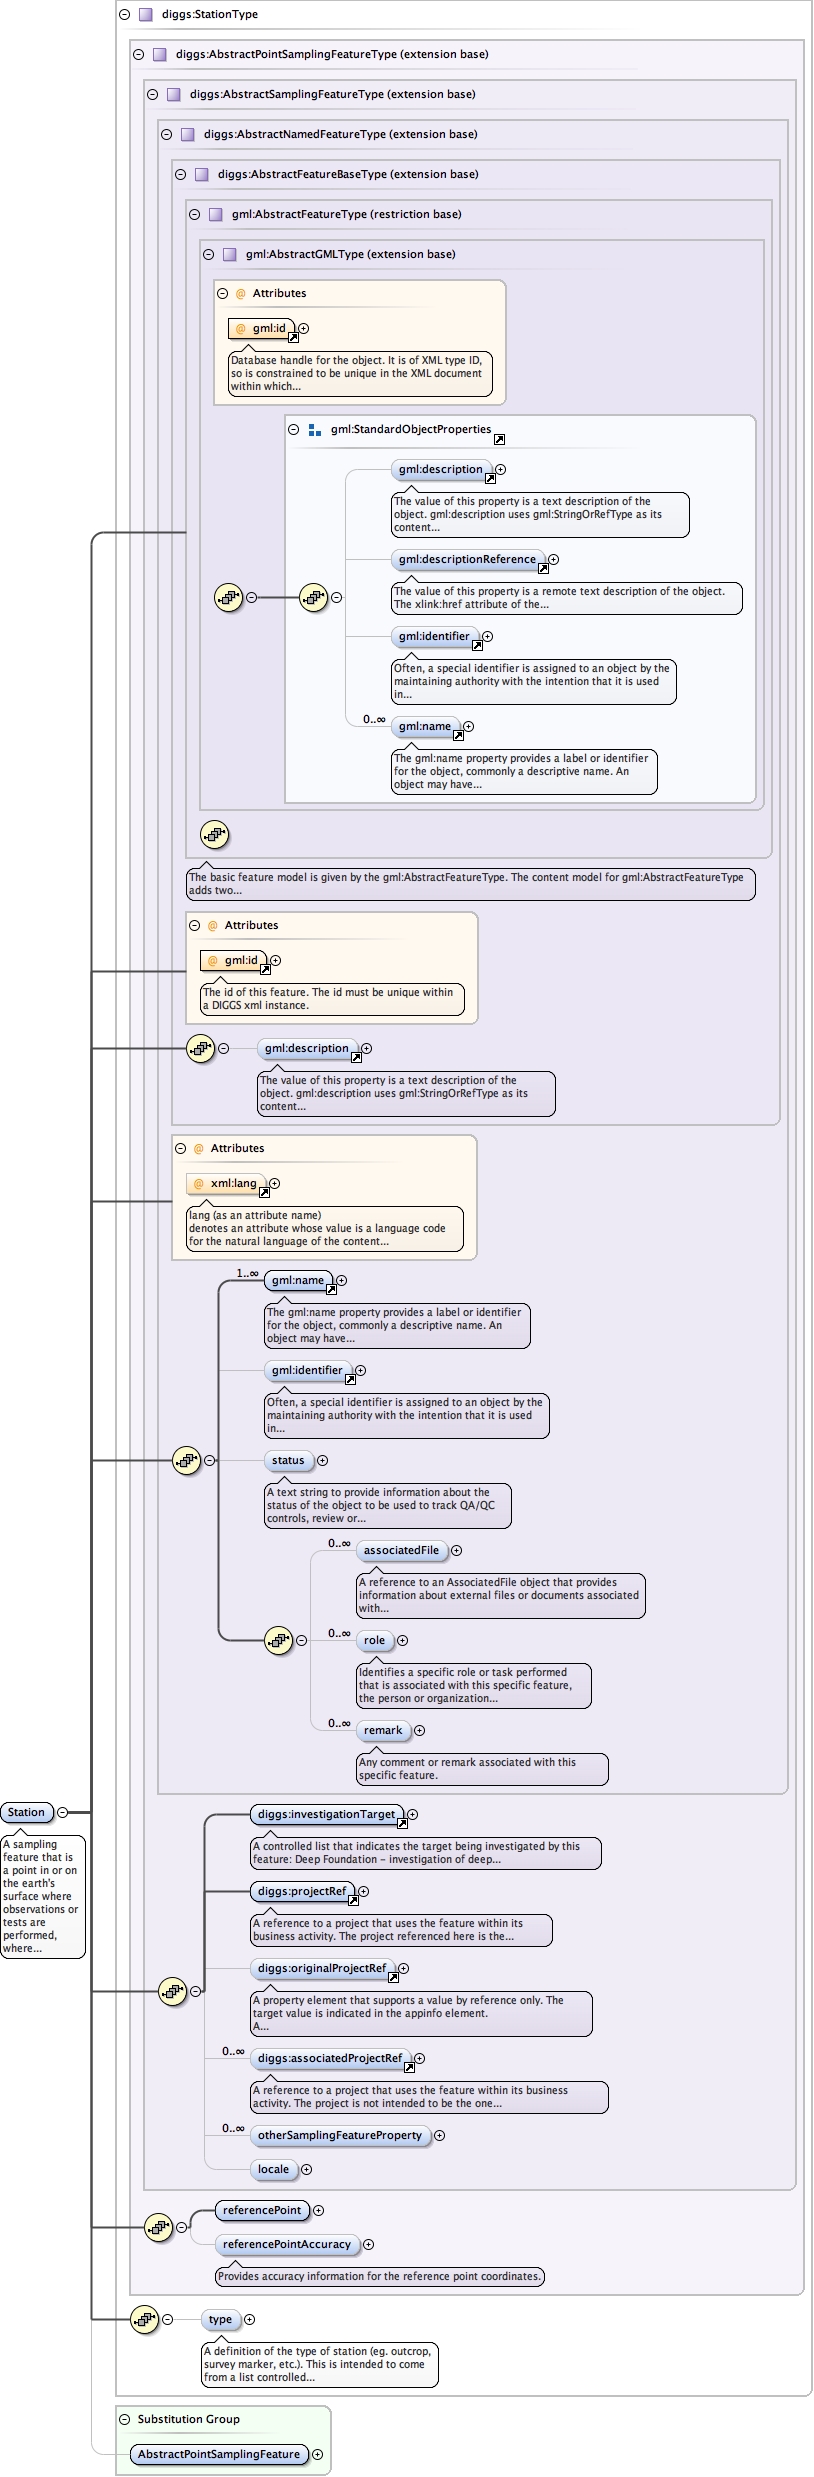 diggs:StationType
diggs:AbstractPointSamplingFeatureType (extension base)
diggs:AbstractSamplingFeatureType (extension base)
diggs:AbstractNamedFeatureType (extension base)
diggs:AbstractFeatureBaseType (extension base)
gml:AbstractFeatureType (restriction base)
gml:AbstractGMLType (extension base)
@ Attributes
@ gml:id
Database handle for the object. It is of XML type ID,
so is constrained to be unique in the XML document
within which...
gml:StandardObjectProperties
gml:description
The value of this property is a text description of the
object. gml:description uses gml:StringOrRefType as its
content...
gml:descriptionReference
The value of this property is a remote text description of the object.
The xlink:href attribute of the...
gml:identifier
Often, a special identifier is assigned to an object by the
maintaining authority with the intention that it is used
in...
0..∞
gml:name
The gml:name property provides a label or identifier
for the object, commonly a descriptive name. An
object may have...
The basic feature model is given by the gml:AbstractFeatureType. The content model for gml:AbstractFeatureType
adds two...
@ Attributes
@ gml:id
The id of this feature. The id must be unique within
a DIGGS xml instance.
gml:description
The value of this property is a text description of the
object. gml:description uses gml:StringOrRefType as its
content...
@ Attributes
@ xml:lang
lang (as an attribute name)
denotes an attribute whose value is a language code
for the natural language of the content...
1..∞
gml:name
The gml:name property provides a label or identifier
for the object, commonly a descriptive name. An
object may have...
gml:identifier
Often, a special identifier is assigned to an object by the
maintaining authority with the intention that it is used
in...
status
A text string to provide information about the
status of the object to be used to track QA/QC
controls, review or...
0..∞
associatedFile
A reference to an AssociatedFile object that provides
information about external files or documents associated
with...
0..∞
role
Identifies a specific role or task performed
that is associated with this specific feature,
the person or organization...
0..∞
remark
Any comment or remark associated with this
specific feature.
Station
A sampling
feature that is
a point in or on
the earth's
surface where
observations or
tests are
performed,
where...
diggs:investigationTarget
A controlled list that indicates the target being investigated by this
feature: Deep Foundation - investigation of deep...
diggs:projectRef
A reference to a project that uses the feature within its
business activity. The project referenced here is the...
diggs:originalProjectRef
A property element that supports a value by reference only. The
target value is indicated in the appinfo element.
A...
0..∞
diggs:associatedProjectRef
A reference to a project that uses the feature within its business
activity. The project is not intended to be the one...
0..∞
otherSamplingFeatureProperty
locale
referencePoint
referencePointAccuracy
Provides accuracy information for the reference point coordinates.
type
A definition of the type of station (eg. outcrop,
survey marker, etc.). This is intended to come
from a list controlled...
Substitution Group
AbstractPointSamplingFeature